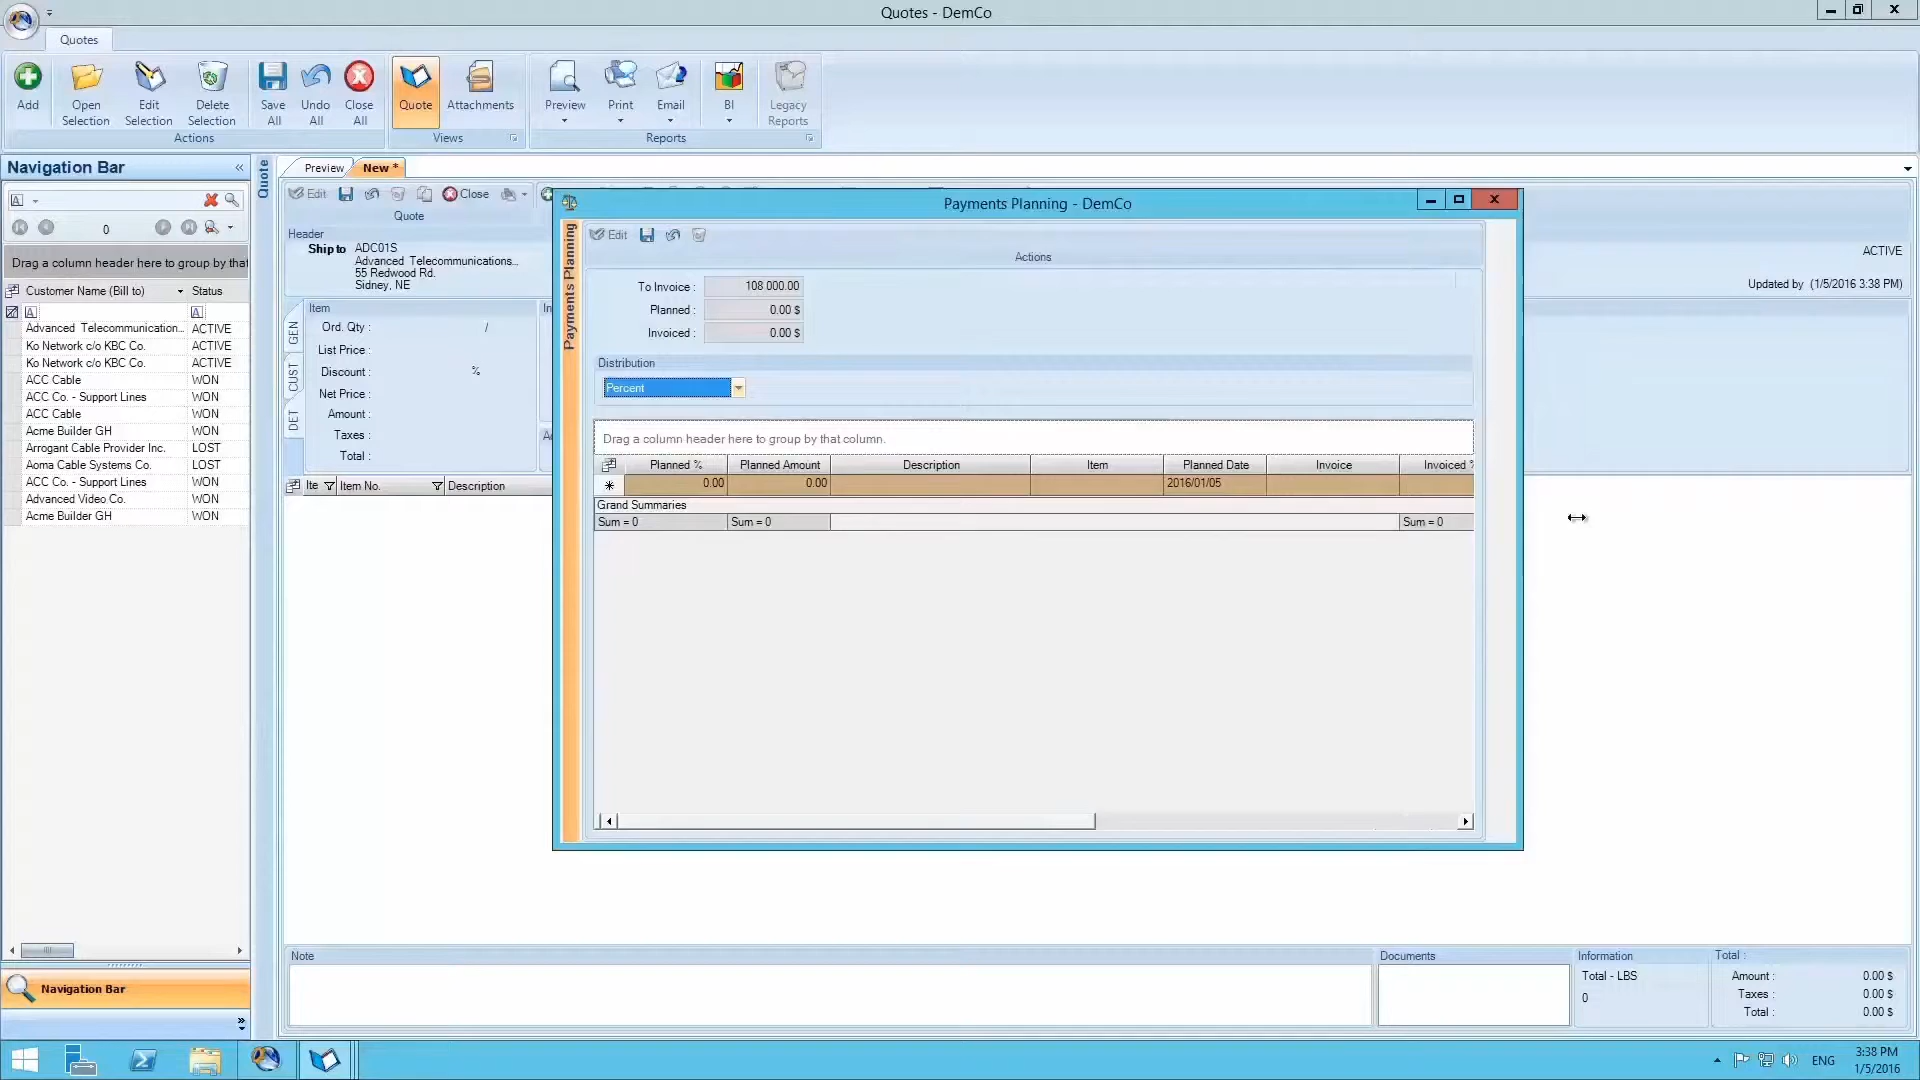 Quotes - DemCo
Quotes
Add
Open Selection
Edit Selection
Delete Selection
Save All
Undo All
Close All
Quote
Attachments
Preview
Print
Email
BI
Legacy Reports
Actions
Views
Reports
Navigation Bar
A
0
Drag a column header here to group by that
Customer Name (Bill to) Status
A A
Advanced Telecommunication... ACTIVE
Ko Network c/o KBC Co. ACTIVE
Ko Network c/o KBC Co. ACTIVE
ACC Cable WON
ACC Co. - Support Lines WON
ACC Cable WON
Acme Builder GH WON
Arrogant Cable Provider Inc. LOST
Aoma Cable Systems Co. LOST
ACC Co. - Support Lines WON
Advanced Video Co. WON
Acme Builder GH WON
Navigation Bar
Quote
Preview
New *
Edit
Close
Quote
Header
Ship to ADC01S
Advanced Telecommunications...
55 Redwood Rd.
Sidney, NE
GEN
CUST
DET
Item
Ord. Qty : /
List Price :
Discount : %
Net Price :
Amount :
Taxes :
Total :
Ite Item No. Description
ACTIVE
Updated by (1/5/2016 3:38 PM)
Payments Planning - DemCo
Payments Planning
Edit
Actions
To Invoice : 108 000.00
Planned : 0.00 $
Invoiced : 0.00 $
Distribution
Percent
Drag a column header here to group by that column.
Planned % Planned Amount Description Item Planned Date Invoice Invoiced %
0.00 0.00 2016/01/05
Grand Summaries
Sum = 0 Sum = 0 Sum = 0
Note
Documents
Information
Total - LBS
0
Total :
Amount : 0.00 $
Taxes : 0.00 $
Total : 0.00 $
ENG
3:38 PM
1/5/2016